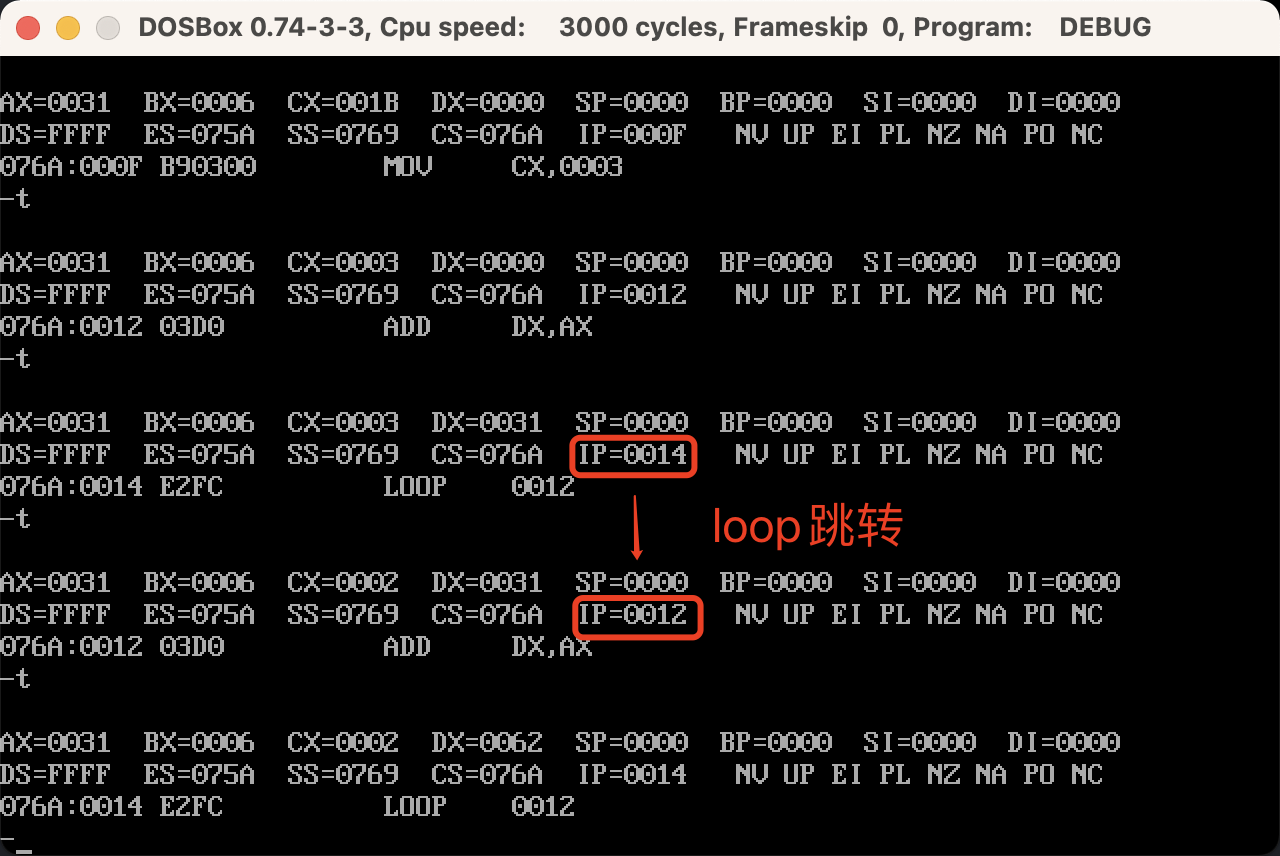 DOSBox 0.74-3-3, Cpu speed: 3000 cycles, Frameskip 0, Program: DEBUG
AX=0031 BX=0006 CX=001B DX=0000 SP=0000 BP=0000 SI=0000 DI=0000
DS=FFFF ES=075A SS=0769 CS=076A IP=000F NV UP EI PL NZ NA PO NC
076A:000F B90300 MOV CX,0003
-t
AX=0031 BX=0006 CX=0003 DX=0000 SP=0000 BP=0000 SI=0000 DI=0000
DS=FFFF ES=075A SS=0769 CS=076A IP=0012 NV UP EI PL NZ NA PO NC
076A:0012 03D0 ADD DX,AX
-t
AX=0031 BX=0006 CX=0003 DX=0031 SP=0000 BP=0000 SI=0000 DI=0000
DS=FFFF ES=075A SS=0769 CS=076A IP=0014 NV UP EI PL NZ NA PO NC
076A:0014 E2FC LOOP 0012
-t
loop跳转
AX=0031 BX=0006 CX=0002 DX=0031 SP=0000 BP=0000 SI=0000 DI=0000
DS=FFFF ES=075A SS=0769 CS=076A IP=0012 NV UP EI PL NZ NA PO NC
076A:0012 03D0 ADD DX,AX
-t
AX=0031 BX=0006 CX=0002 DX=0062 SP=0000 BP=0000 SI=0000 DI=0000
DS=FFFF ES=075A SS=0769 CS=076A IP=0014 NV UP EI PL NZ NA PO NC
076A:0014 E2FC LOOP 0012
-_